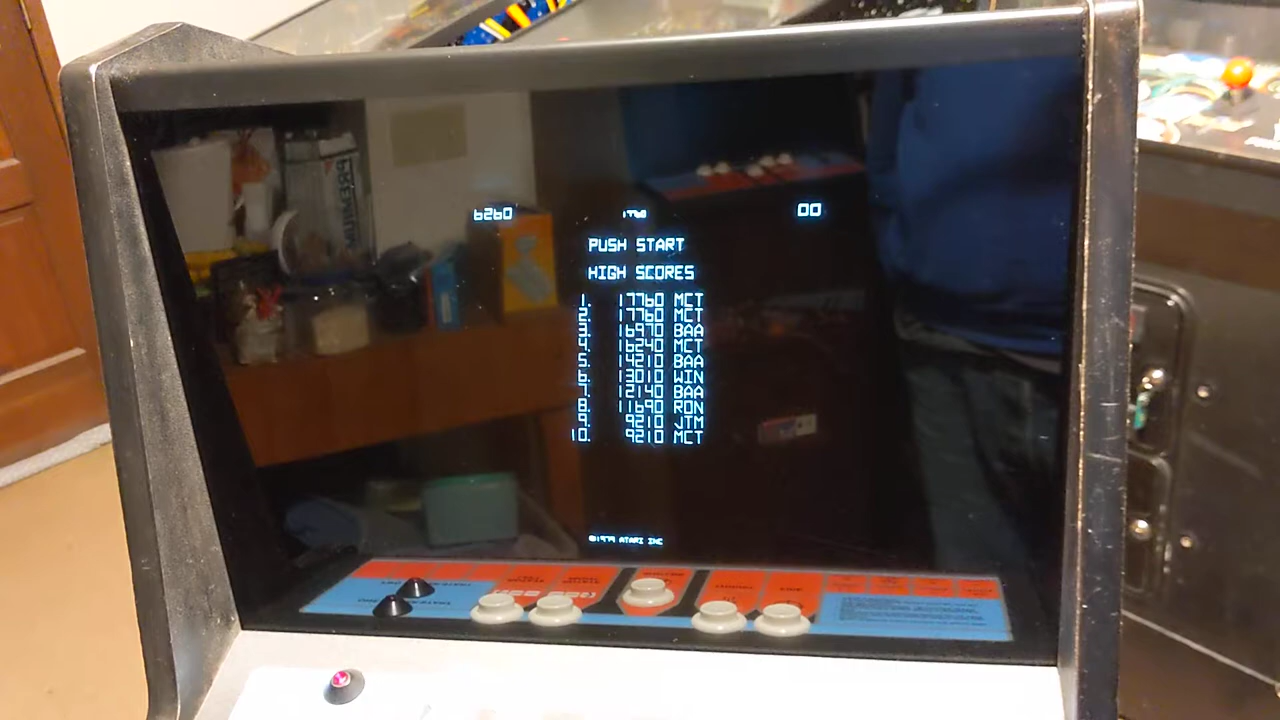 6260 1760 00
PUSH START
HIGH SCORES
1. 17760 MCT
2. 17760 MCT
3. 16970 BAA
4. 16240 MCT
5. 14210 BAA
6. 13010 WIN
7. 12140 BAA
8. 11690 RON
9. 9210 JTM
10. 9210 MCT
©1979 ATARI INC